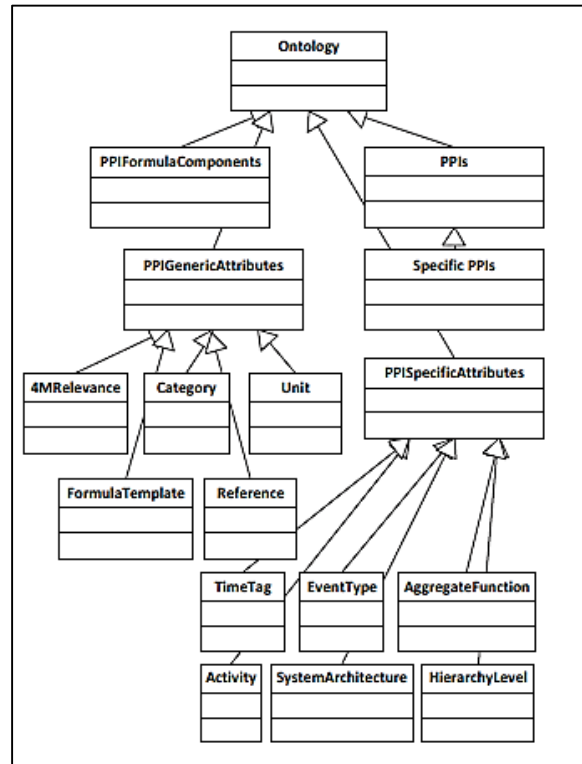 Ontology
PPIFormulaComponents
PPIs
PPIGenericAttributes
Specific PPIs
PPISpecificAttributes
4MRelevance
Category
Unit
FormulaTemplate
Reference
TimeTag
EventType
AggregateFunction
Activity
SystemArchitecture
HierarchyLevel